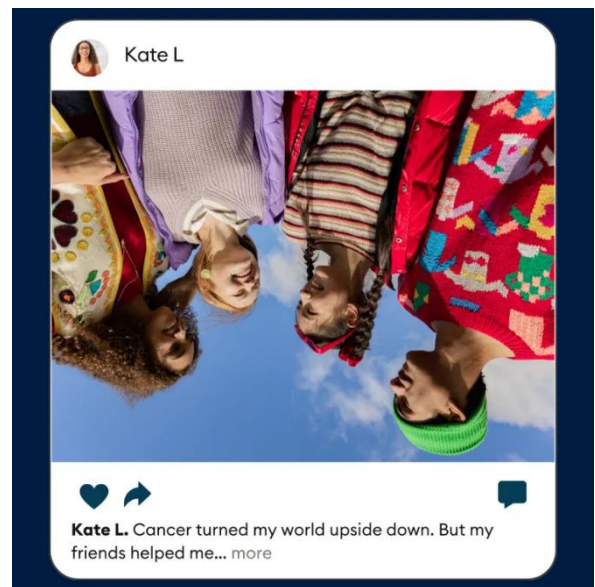 Kate L
Kate L. Cancer turned my world upside down. But my
friends helped me... more